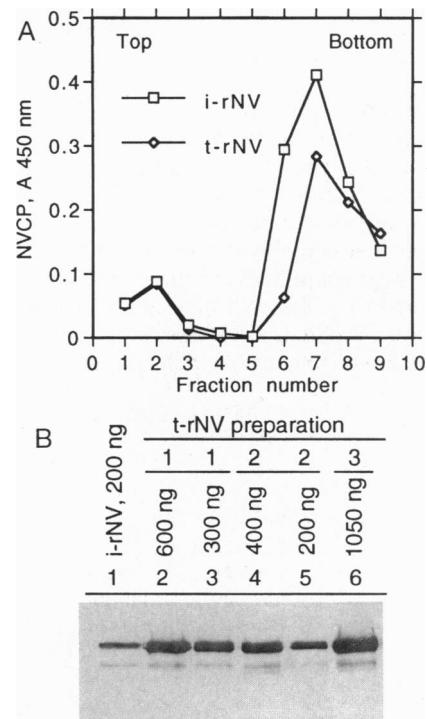 A
Top
Bottom
0.5
0.4
0.3
0.2
0.1
0
NVCP, A 450 nm
i-rNV
t-rNV
0 1 2 3 4 5 6 7 8 9 10
Fraction number
B
t-rNV preparation
1 1 2 2 3
i-rNV, 200 ng
600 ng
300 ng
400 ng
200 ng
1050 ng
1 2 3 4 5 6